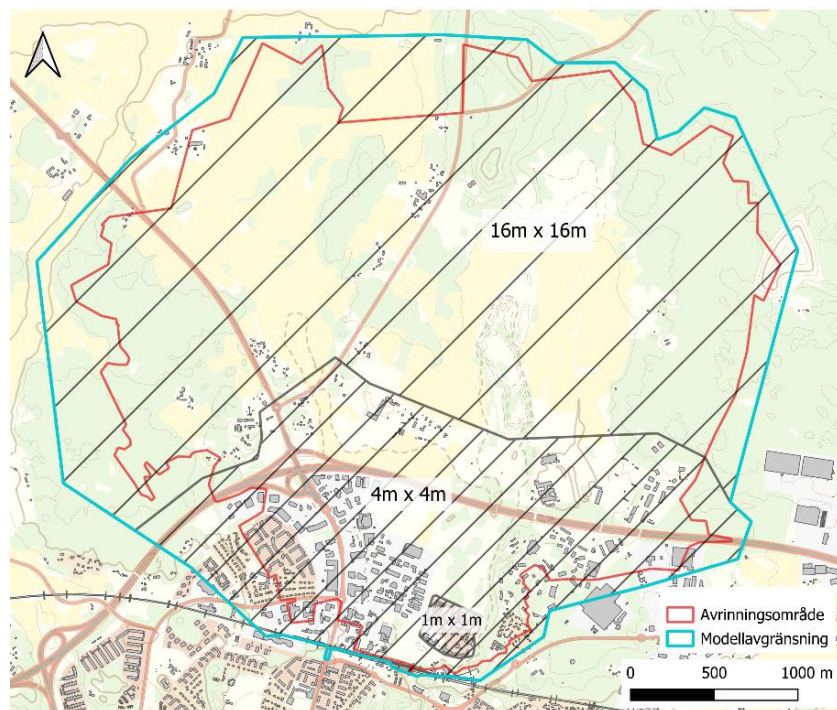 16m x 16m
4m x 4m
1m x 1m
Avrinningsområde
Modellavgränsning
0 500 1000 m